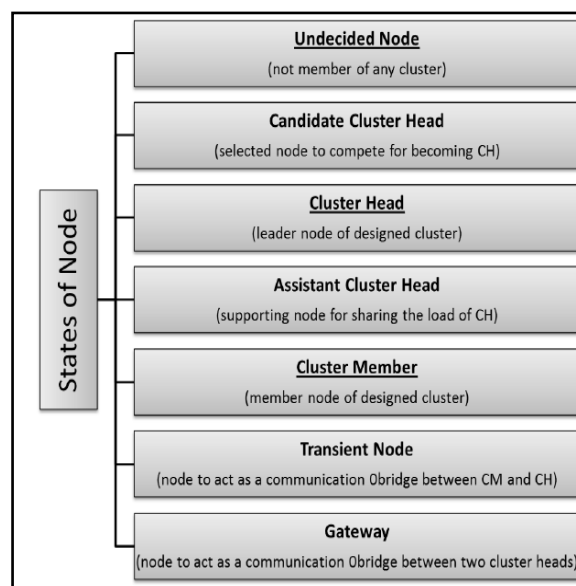 States of Node
Undecided Node
(not member of any cluster)
Candidate Cluster Head
(selected node to compete for becoming CH)
Cluster Head
(leader node of designed cluster)
Assistant Cluster Head
(supporting node for sharing the load of CH)
Cluster Member
(member node of designed cluster)
Transient Node
(node to act as a communication 0bridge between CM and CH)
Gateway
(node to act as a communication 0bridge between two cluster heads)